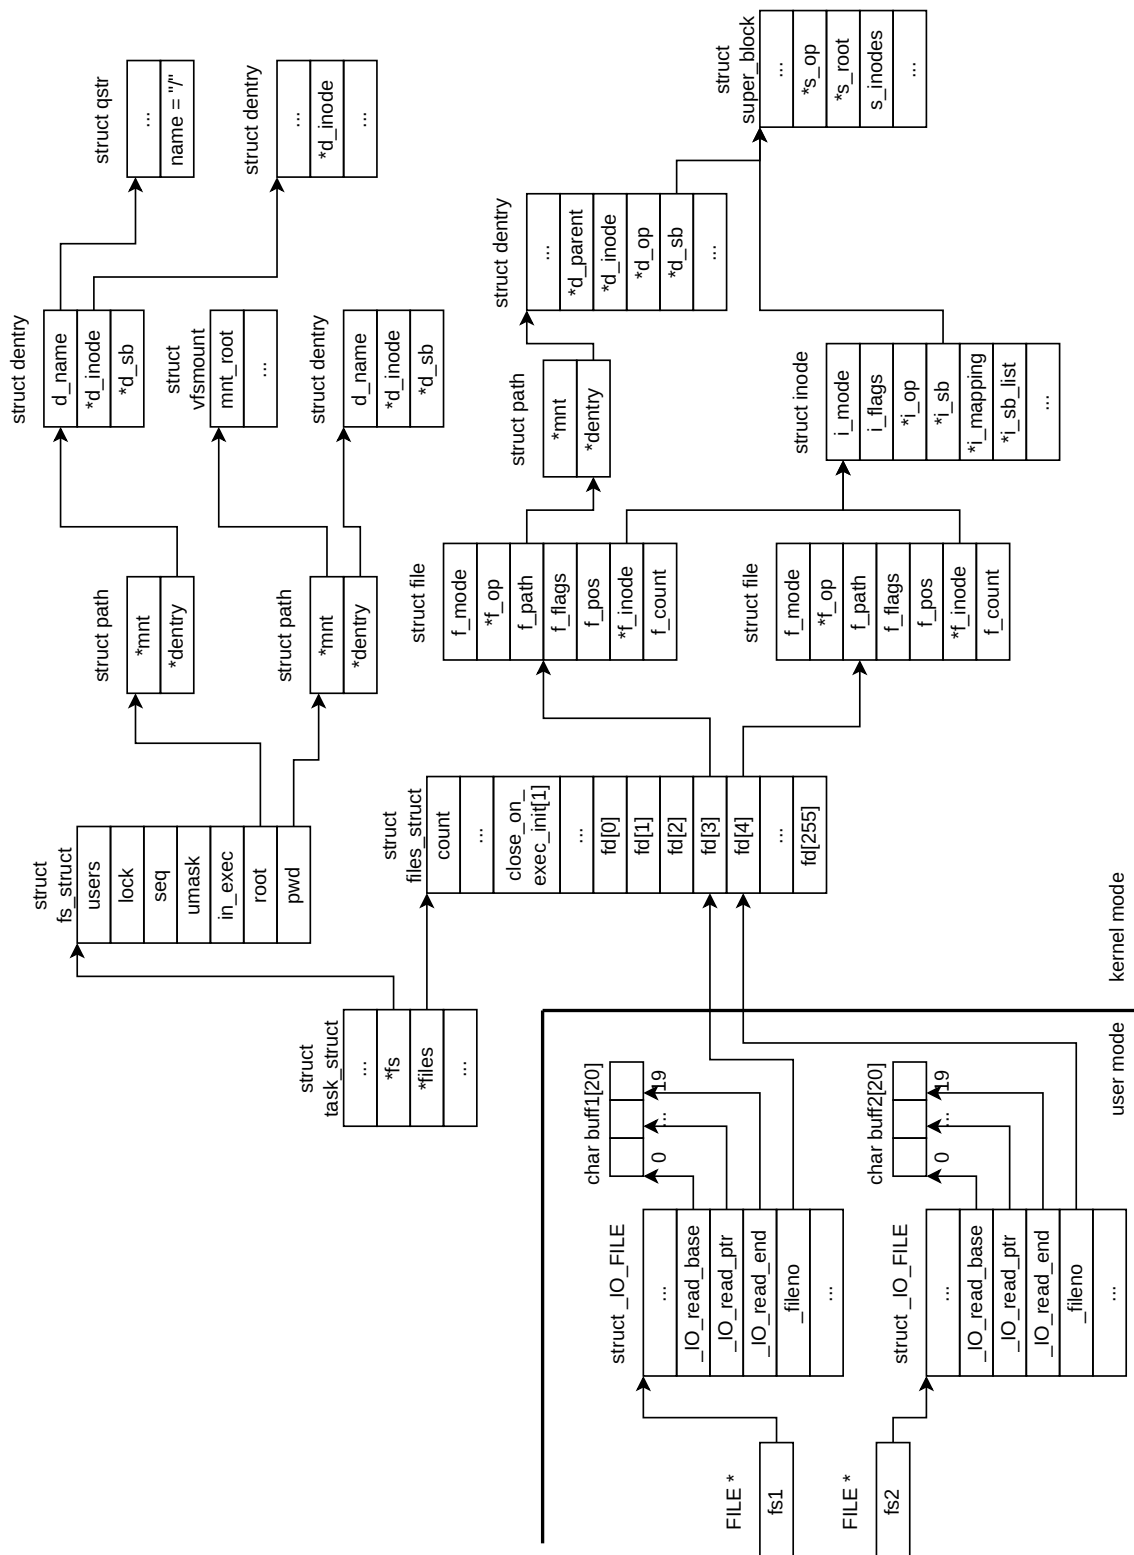 struct
task_struct
...
*fs
*files
...
struct
fs_struct
users
lock
seq
umask
in_exec
root
pwd
struct path
*mnt
*dentry
struct path
*mnt
*dentry
struct dentry
d_name
*d_inode
*d_sb
struct
vfsmount
mnt_root
...
struct dentry
d_name
*d_inode
*d_sb
struct qstr
...
name = "/"
struct dentry
...
*d_inode
...
struct
files_struct
count
...
close_on_
exec_init[1]
...
fd[0]
fd[1]
fd[2]
fd[3]
fd[4]
...
fd[255]
struct file
f_mode
*f_op
f_path
f_flags
f_pos
*f_inode
f_count
struct file
f_mode
*f_op
f_path
f_flags
f_pos
*f_inode
f_count
struct path
*mnt
*dentry
struct dentry
...
*d_parent
*d_inode
*d_op
*d_sb
...
struct inode
i_mode
i_flags
*i_op
*i_sb
*i_mapping
*i_sb_list
...
struct
super_block
...
*s_op
*s_root
s_inodes
...
kernel mode
user mode
FILE *
fs1
struct _IO_FILE
...
_IO_read_base
_IO_read_ptr
_IO_read_end
_fileno
...
char buff1[20]
0
...
19
FILE *
fs2
struct _IO_FILE
...
_IO_read_base
_IO_read_ptr
_IO_read_end
_fileno
...
char buff2[20]
0
...
19